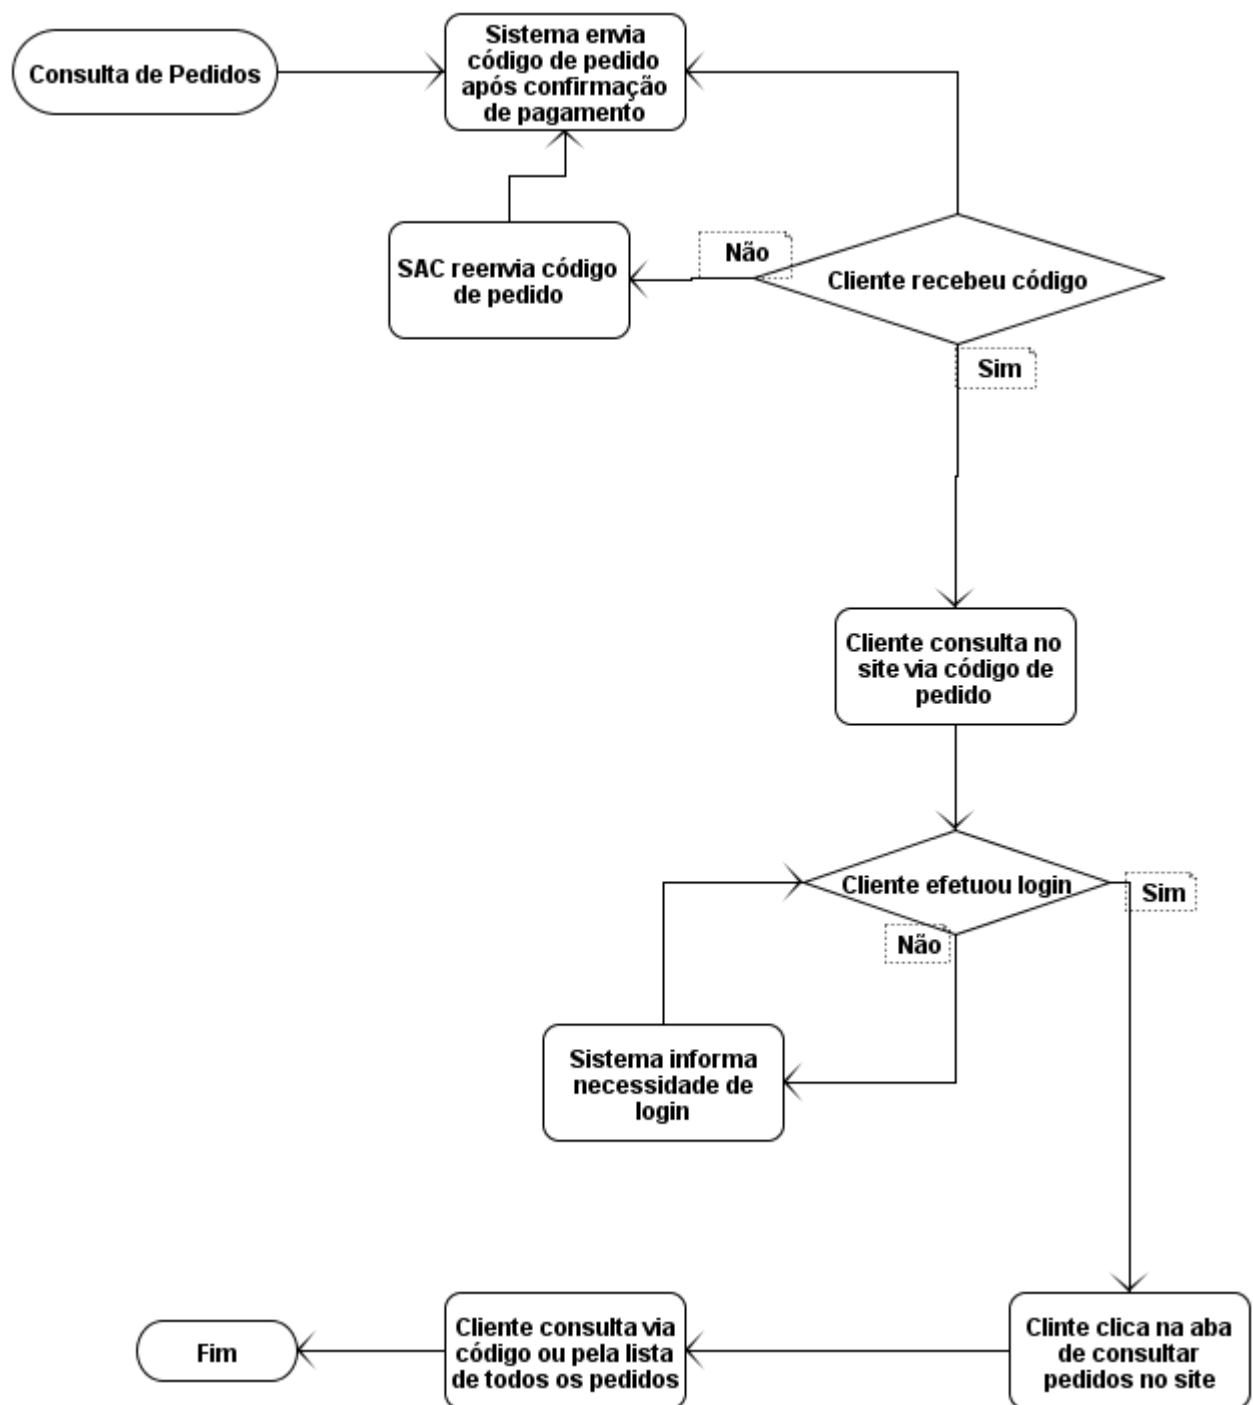 Consulta de Pedidos
Sistema envia
código de pedido
após confirmação
de pagamento
SAC reenvia código
de pedido
Não
Cliente recebeu código
Sim
Cliente consulta no
site via código de
pedido
Cliente efetuou login
Sim
Não
Sistema informa
necessidade de
login
Fim
Cliente consulta via
código ou pela lista
de todos os pedidos
Clinte clica na aba
de consultar
pedidos no site